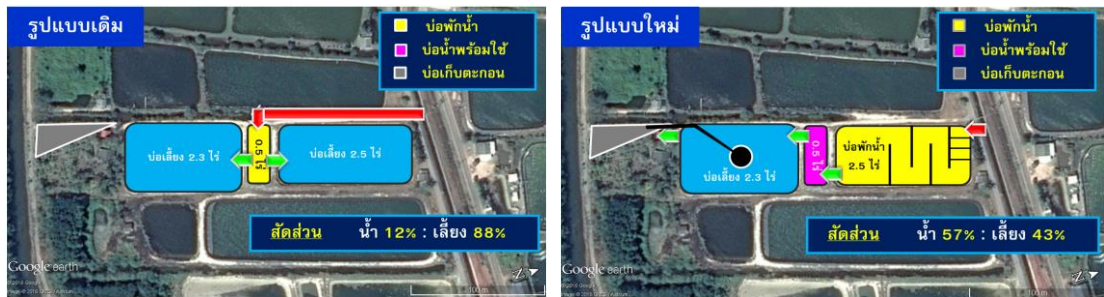 รูปแบบเดิม
บ่อพักน้ำ
บ่อน้ำพร้อมใช้
บ่อเก็บตะกอน
บ่อเลี้ยง 2.3 ไร่
0.5 ไร่
บ่อเลี้ยง 2.5 ไร่
สัดส่วน น้ำ 12% : เลี้ยง 88%
Google earth
100 m
รูปแบบใหม่
บ่อพักน้ำ
บ่อน้ำพร้อมใช้
บ่อเก็บตะกอน
บ่อเลี้ยง 2.3 ไร่
0.5 ไร่
บ่อพักน้ำ
2.5 ไร่
สัดส่วน น้ำ 57% : เลี้ยง 43%
Google earth
100 m